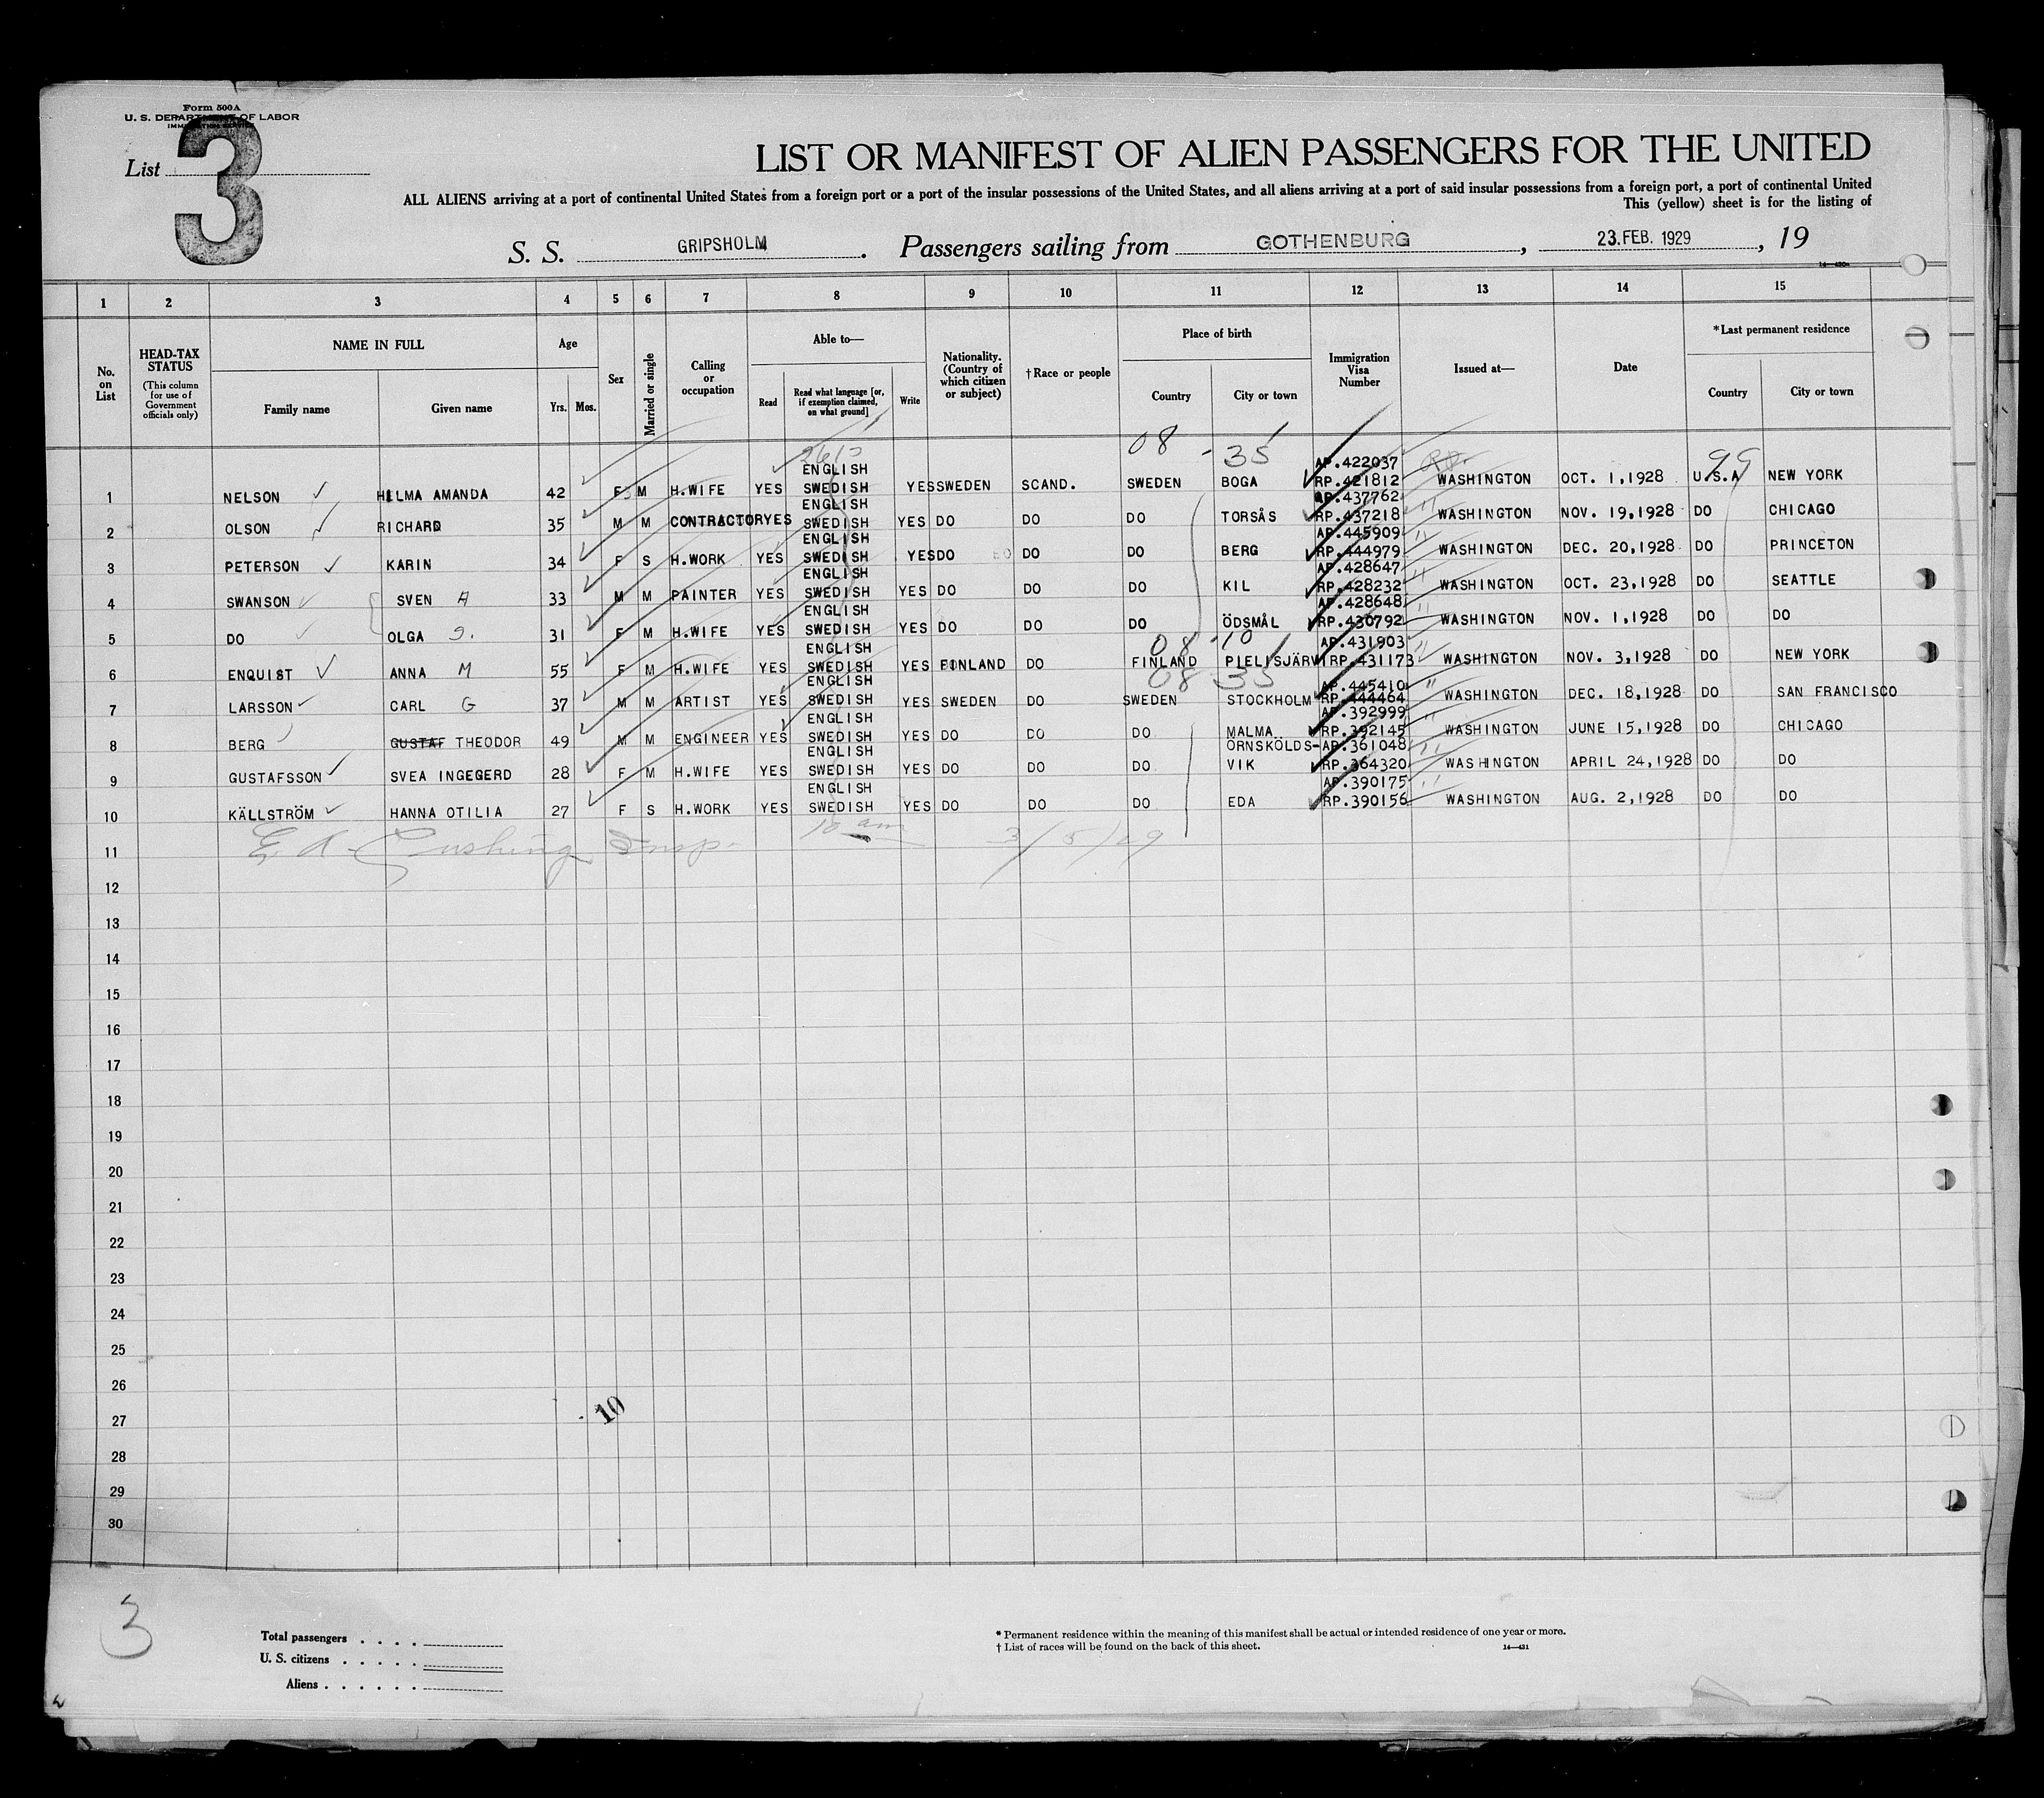 Form 500A
U. S. DEPARTMENT OF LABOR
IMMIGRATION SERVICE
List 3
LIST OR MANIFEST OF ALIEN PASSENGERS FOR THE UNITED
ALL ALIENS arriving at a port of continental United States from a foreign port or a port of the insular possessions of the United States, and all aliens arriving at a port of said insular possessions from a foreign port, a port of continental United
This (yellow) sheet is for the listing of
S. S. GRIPSHOLM. Passengers sailing from GOTHENBURG, 23. FEB. 1929, 19
1 2 3 4 5 6 7 8 9 10 11 12 13 14 15
No. on List
HEAD-TAX STATUS
(This column for use of Government officials only)
NAME IN FULL
Family name Given name
Age
Yrs. Mos.
Sex
Married or single
Calling or occupation
Able to—
Read Read what language [or, if exemption claimed, on what ground] Write
Nationality. (Country of which citizen or subject)
† Race or people
Place of birth
Country City or town
Immigration Visa Number
Issued at—
Date
*Last permanent residence
Country City or town
08 - 35 99
ENGLISH AP.422037
1 NELSON HILMA AMANDA 42 F M H.WIFE YES SWEDISH YES SWEDEN SCAND. SWEDEN BOGA RP.421812 WASHINGTON OCT. 1,1928 U.S.A NEW YORK
ENGLISH AP.437762
2 OLSON RICHARD 35 M M CONTRACTOR YES SWEDISH YES DO DO DO TORSÅS RP.437218 " WASHINGTON NOV. 19,1928 DO CHICAGO
ENGLISH AP.445909
3 PETERSON KARIN 34 F S H.WORK YES SWEDISH YES DO DO DO BERG RP.444979 " WASHINGTON DEC. 20,1928 DO PRINCETON
ENGLISH AP.428647
4 SWANSON SVEN A 33 M M PAINTER YES SWEDISH YES DO DO DO KIL RP.428232 " WASHINGTON OCT. 23,1928 DO SEATTLE
ENGLISH AP.428648
5 DO OLGA J. 31 F M H.WIFE YES SWEDISH YES DO DO DO ÖDSMÅL RP.430792 " WASHINGTON NOV. 1,1928 DO DO
08 - 10
ENGLISH AP.431903
6 ENQUIST ANNA M 55 F M H.WIFE YES SWEDISH YES FINLAND DO FINLAND PIELISJÄRVI RP.431173 " WASHINGTON NOV. 3,1928 DO NEW YORK
08 35
ENGLISH AP.445410
7 LARSSON CARL G 37 M M ARTIST YES SWEDISH YES SWEDEN DO SWEDEN STOCKHOLM RP.444464 " WASHINGTON DEC. 18,1928 DO SAN FRANCISCO
ENGLISH AP.392999
8 BERG GUSTAF THEODOR 49 M M ENGINEER YES SWEDISH YES DO DO DO MALMA RP.392145 " WASHINGTON JUNE 15,1928 DO CHICAGO
ENGLISH ÖRNSKÖLDS- AP.361048
9 GUSTAFSSON SVEA INGEGERD 28 F M H.WIFE YES SWEDISH YES DO DO DO VIK RP.364320 " WASHINGTON APRIL 24,1928 DO DO
ENGLISH AP.390175
10 KÄLLSTRÖM HANNA OTILIA 27 F S H.WORK YES SWEDISH YES DO DO DO EDA RP.390156 " WASHINGTON AUG. 2,1928 DO DO
E. A. Cushing Insp. 10 am 3/5/29
11
12
13
14
15
16
17
18
19
20
21
22
23
24
25
26
10
27
28
29
30
3
Total passengers
U. S. citizens
Aliens
* Permanent residence within the meaning of this manifest shall be actual or intended residence of one year or more.
† List of races will be found on the back of this sheet.
14—431